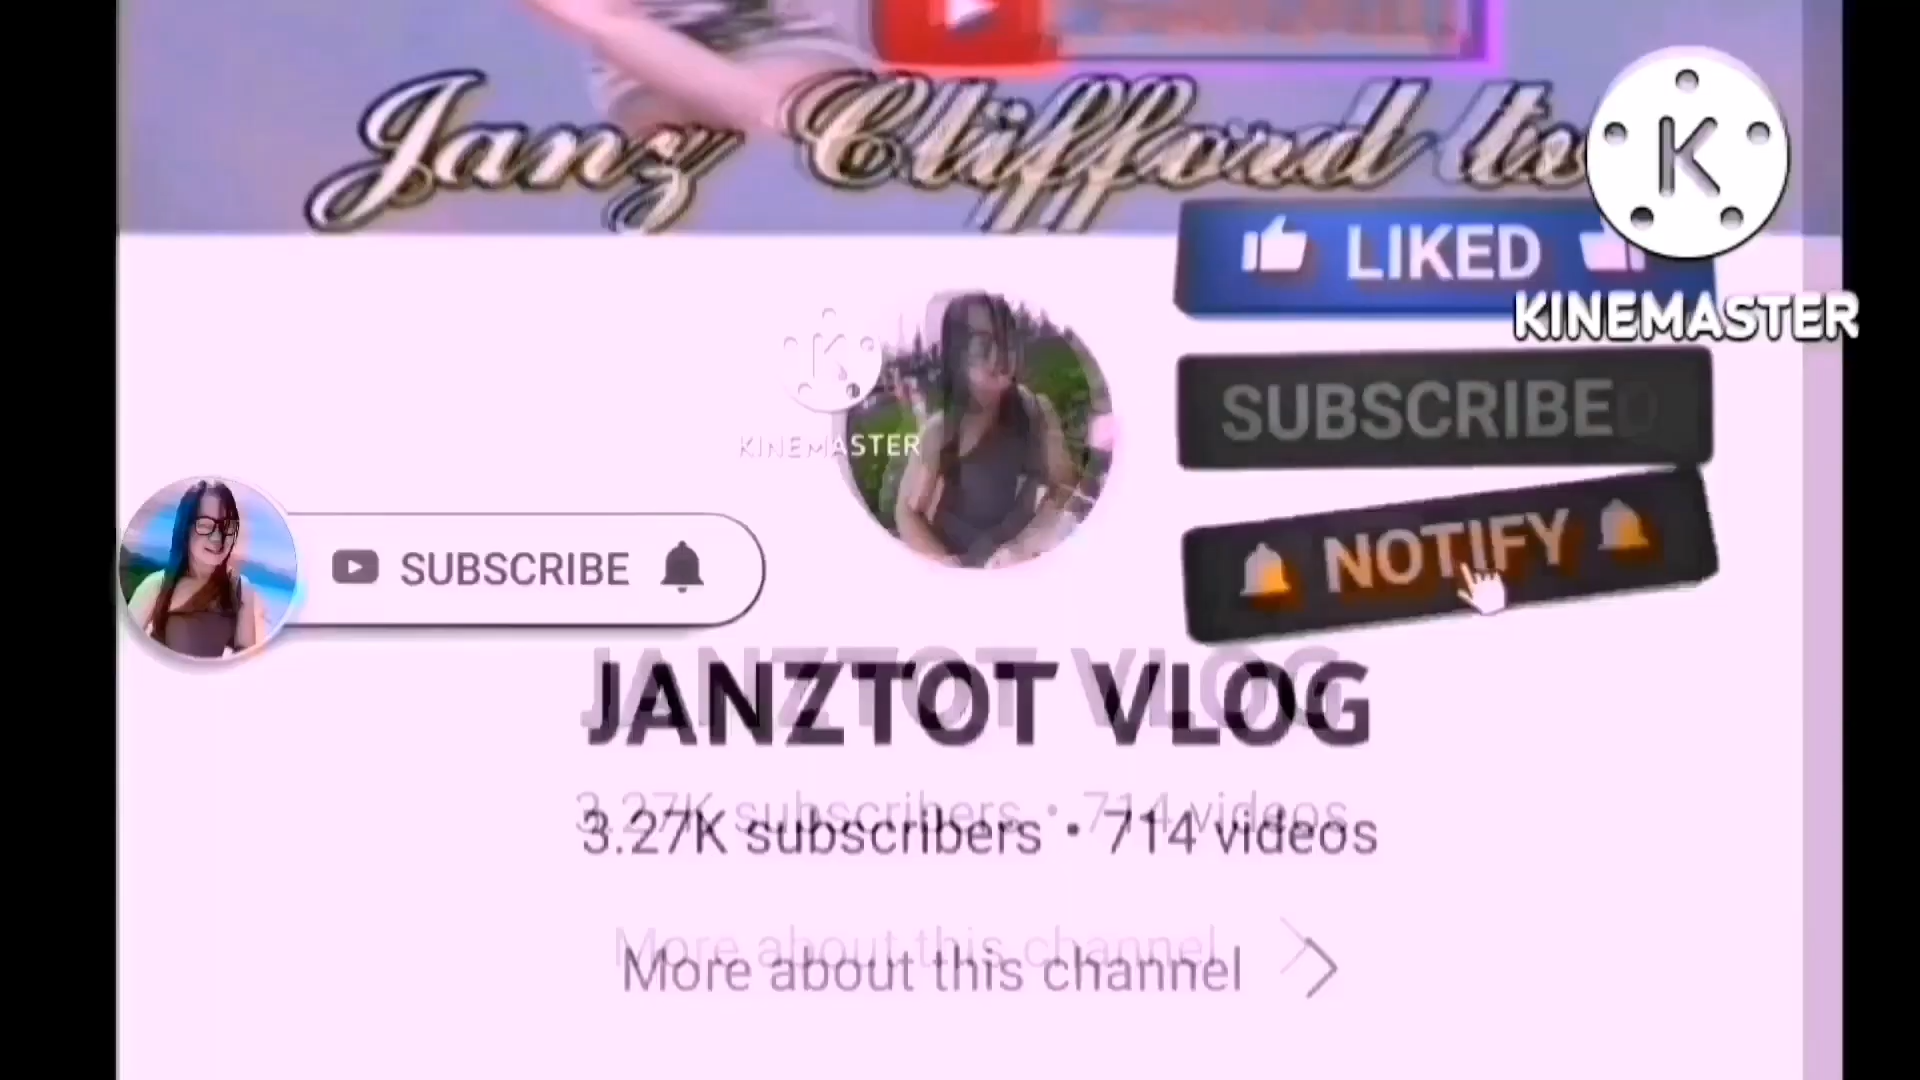 Janz Clifford
K
KINEMASTER
LIKED
SUBSCRIBE
NOTIFY
K
KINEMASTER
SUBSCRIBE
JANZTOT VLOG
3.27K subscribers • 714 videos
More about this channel